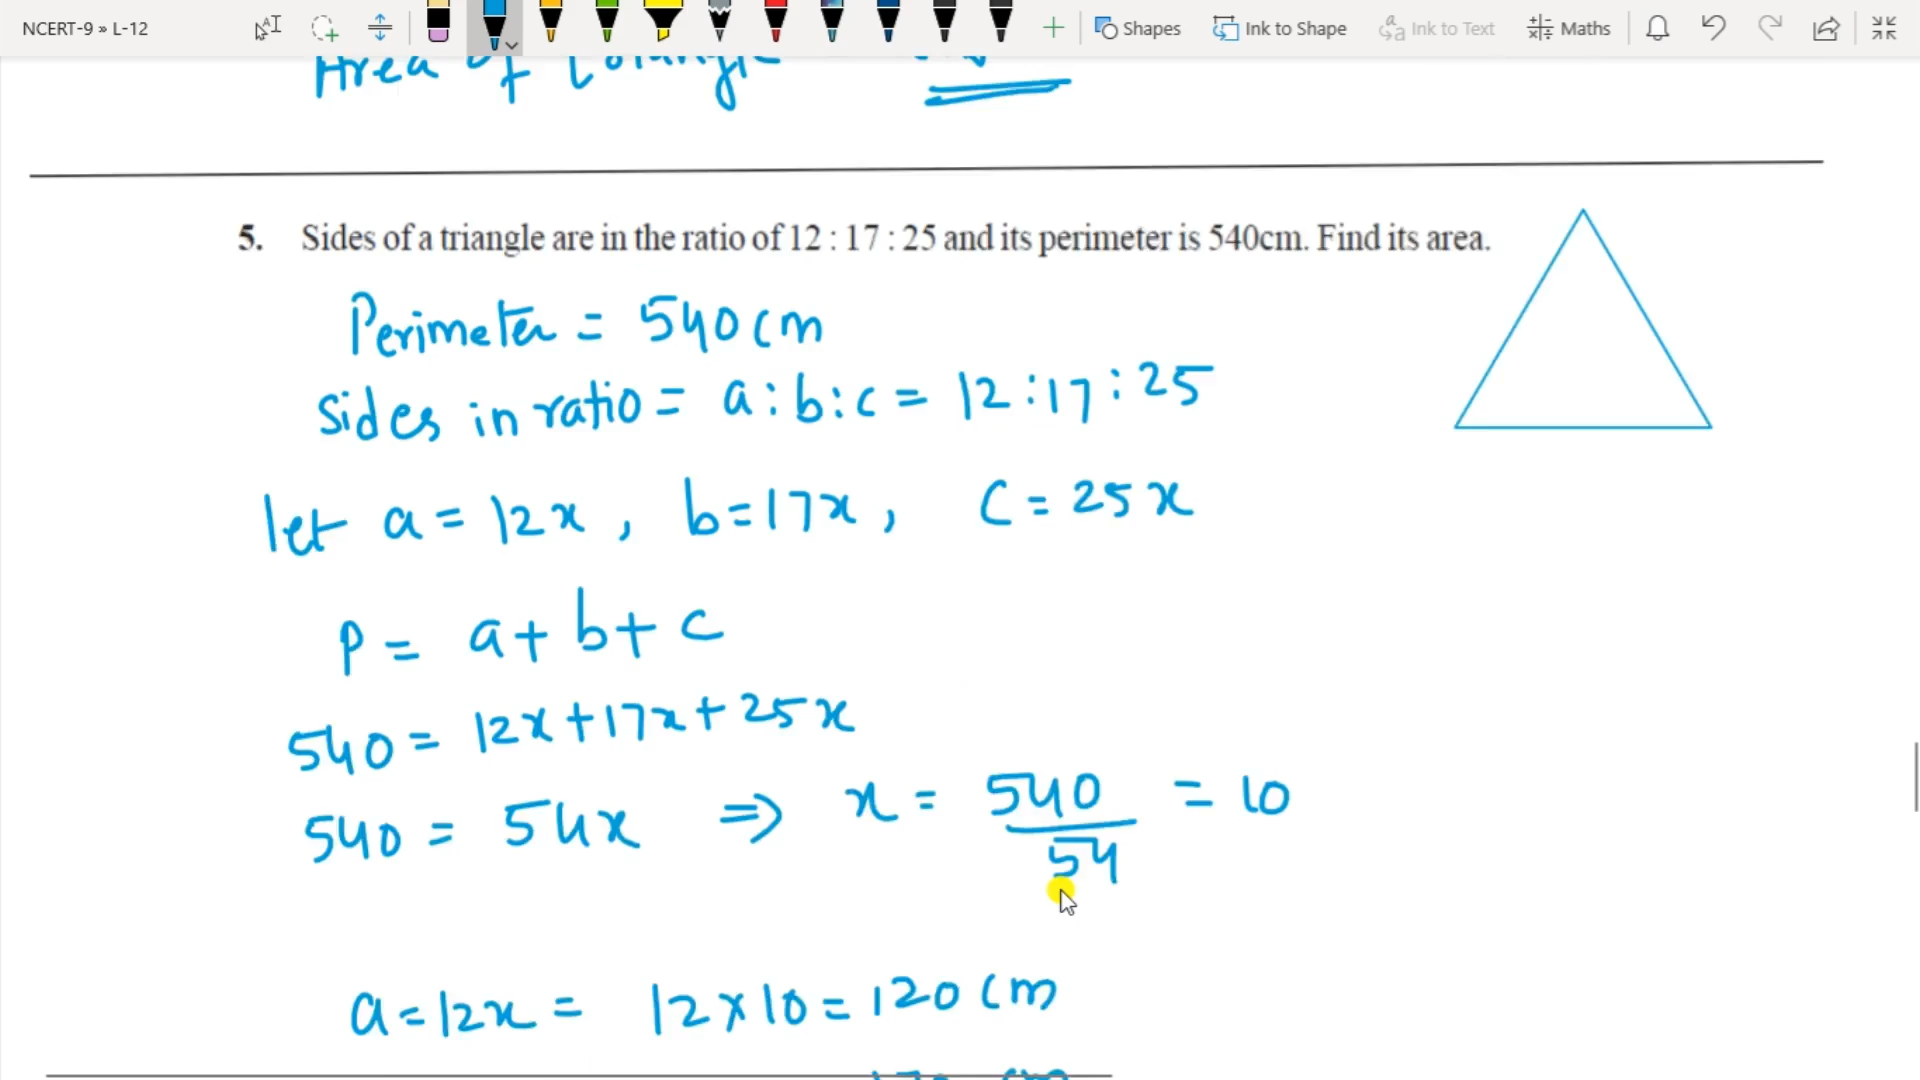 NCERT-9 » L-12 Shapes Ink to Shape Ink to Text Maths
Area of
5. Sides of a triangle are in the ratio of 12 : 17 : 25 and its perimeter is 540cm. Find its area.
Perimeter = 540 cm
sides in ratio = a : b : c = 12 : 17 : 25
let a = 12x , b = 17x , C = 25x
P = a + b + c
540 = 12x + 17x + 25x
540 = 54x ⇒ x = 540/54 = 10
a = 12x = 12 x 10 = 120 cm
cm